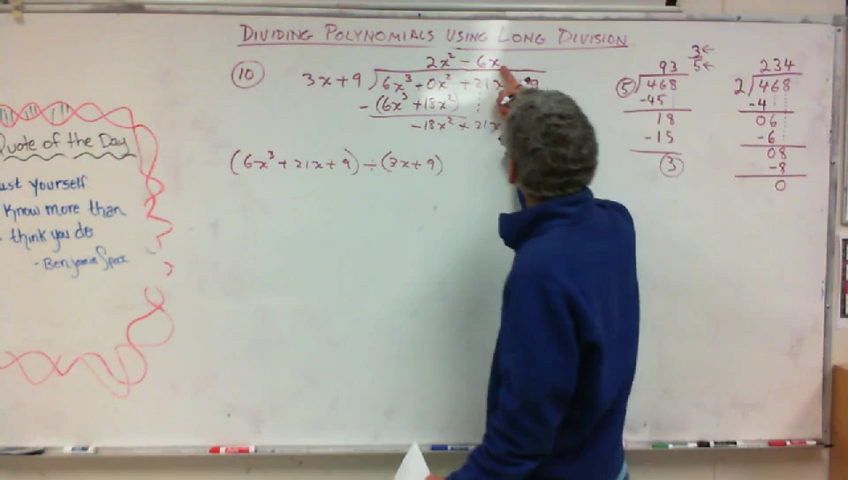 DIVIDING POLYNOMIALS USING LONG DIVISION
10
2x² - 6x
3x + 9 ) 6x³ + 0x² + 21x + 9
- (6x³ + 18x²)
-18x² + 21x
(6x³ + 21x + 9) ÷ (3x + 9)
93 3/5
5 ) 468
-45
18
-15
3
234
2 ) 468
-4
06
-6
08
-8
0
Quote of the Day
yourself
Know more than
think you do
- Benjamin